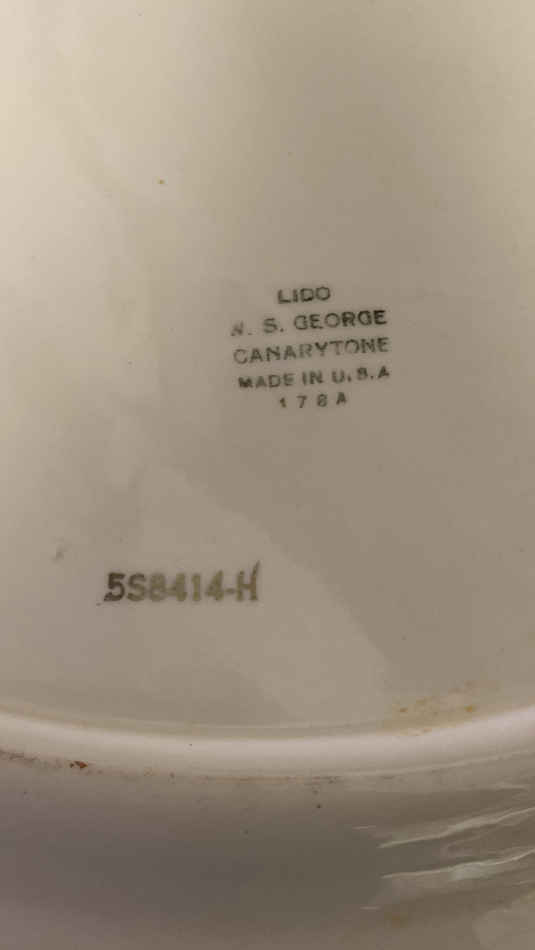 LIDO
W. S. GEORGE
CANARYTONE
MADE IN U.S.A
178A
5S8414-H